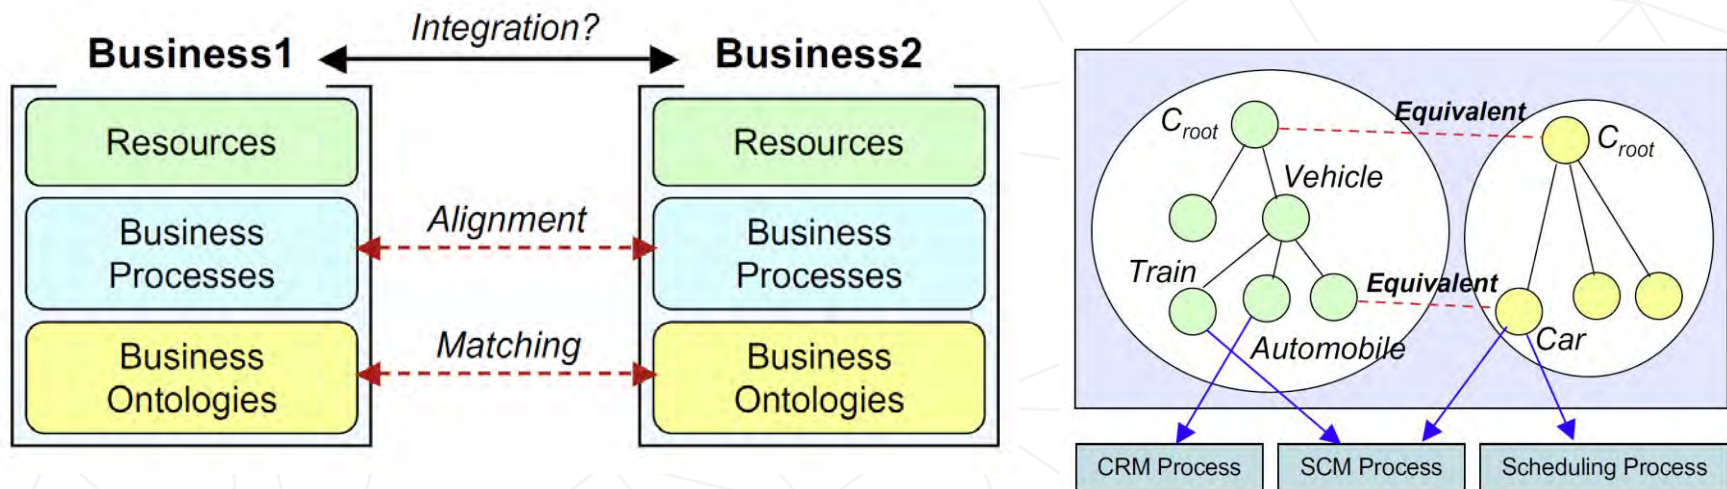 Integration?
Business1
Business2
Resources
Resources
Business
Processes
Alignment
Business
Processes
Business
Ontologies
Matching
Business
Ontologies
Equivalent
Croot
Croot
Vehicle
Train
Equivalent
Automobile
Car
CRM Process
SCM Process
Scheduling Process